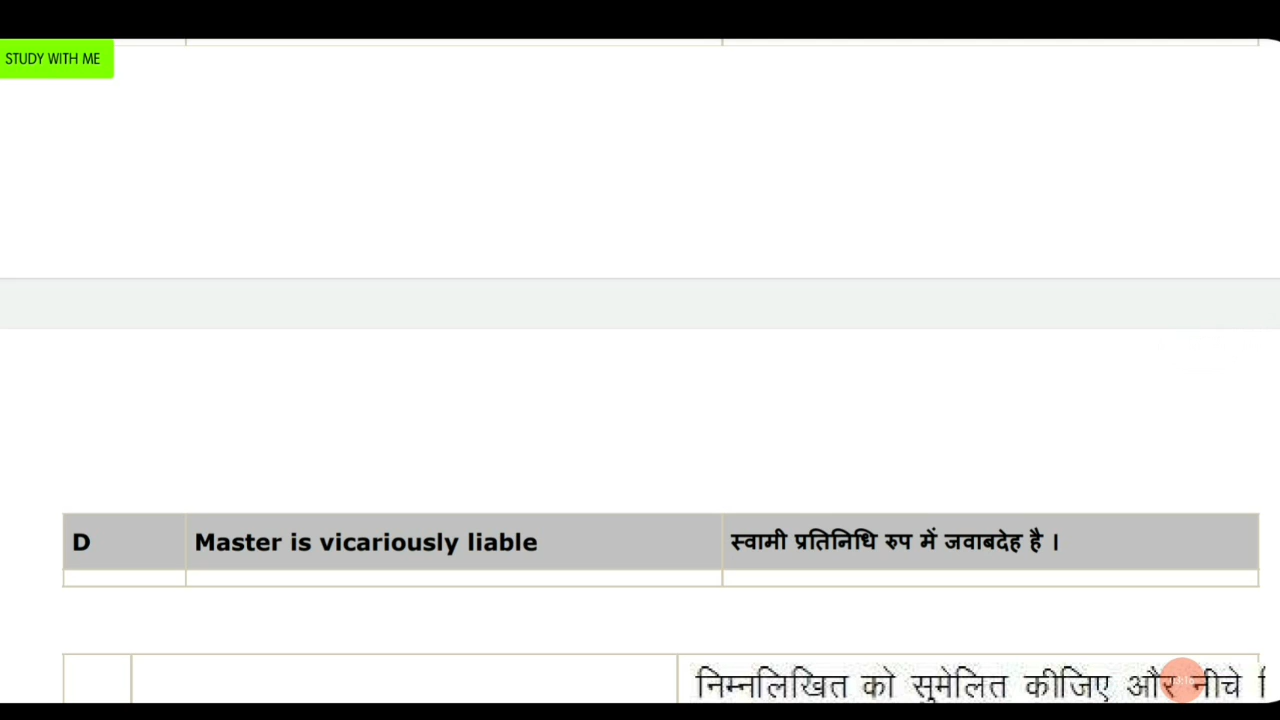 STUDY WITH ME
D Master is vicariously liable स्वामी प्रतिनिधि रुप में जवाबदेह है ।
निम्नलिखित को सुमेलित कीजिए और नीचे